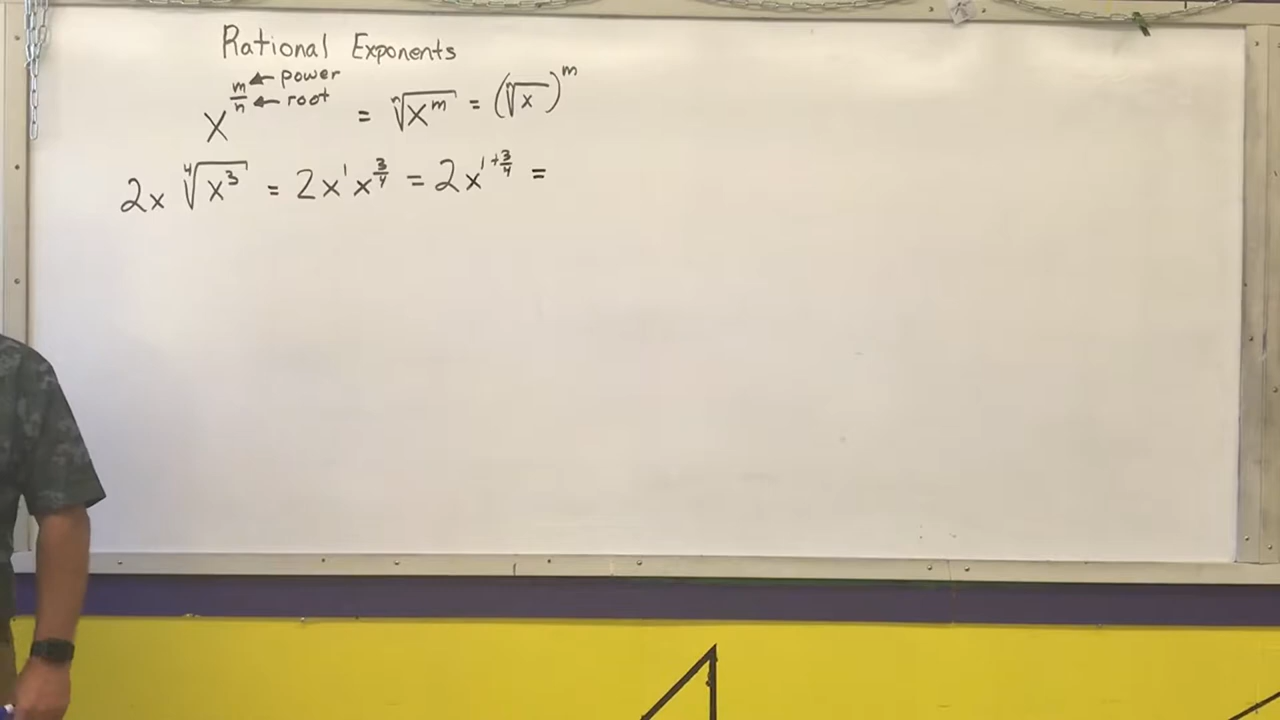 Rational Exponents
x^(m/n) ← power ← root = ⁿ√(x^m) = (ⁿ√x)^m
2x ⁴√(x³) = 2x¹x^(3/4) = 2x^(1+3/4) =